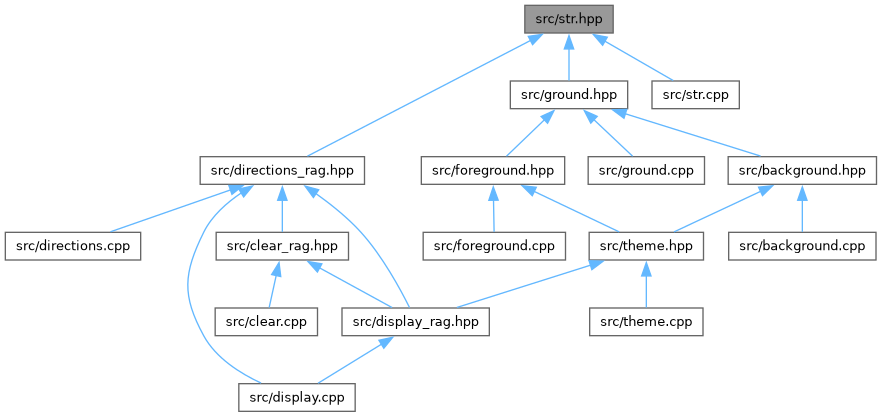 src/str.hpp
src/ground.hpp
src/str.cpp
src/directions_rag.hpp
src/foreground.hpp
src/ground.cpp
src/background.hpp
src/directions.cpp
src/clear_rag.hpp
src/foreground.cpp
src/theme.hpp
src/background.cpp
src/clear.cpp
src/display_rag.hpp
src/theme.cpp
src/display.cpp